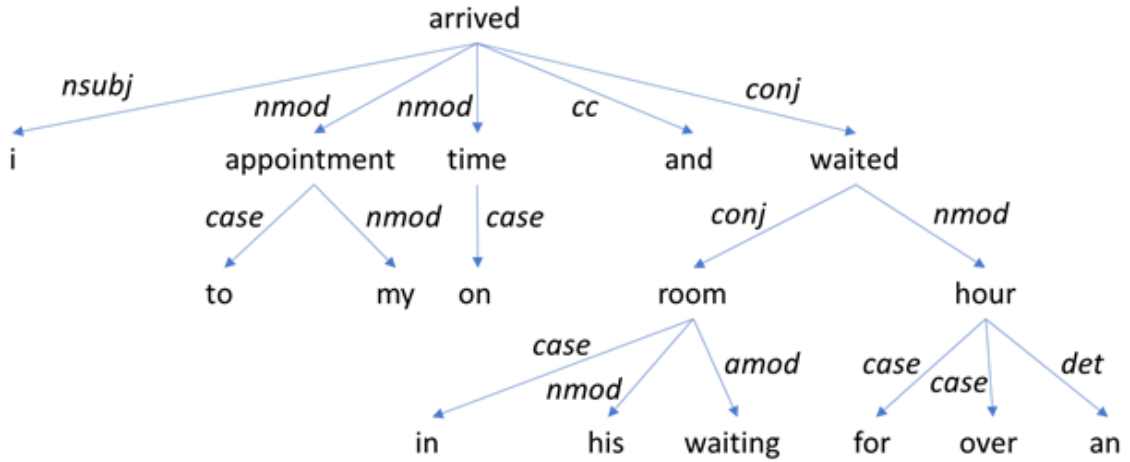 arrived
nsubj nmod nmod cc conj
i appointment time and waited
case nmod case conj nmod
to my on room hour
case nmod amod case case det
in his waiting for over an